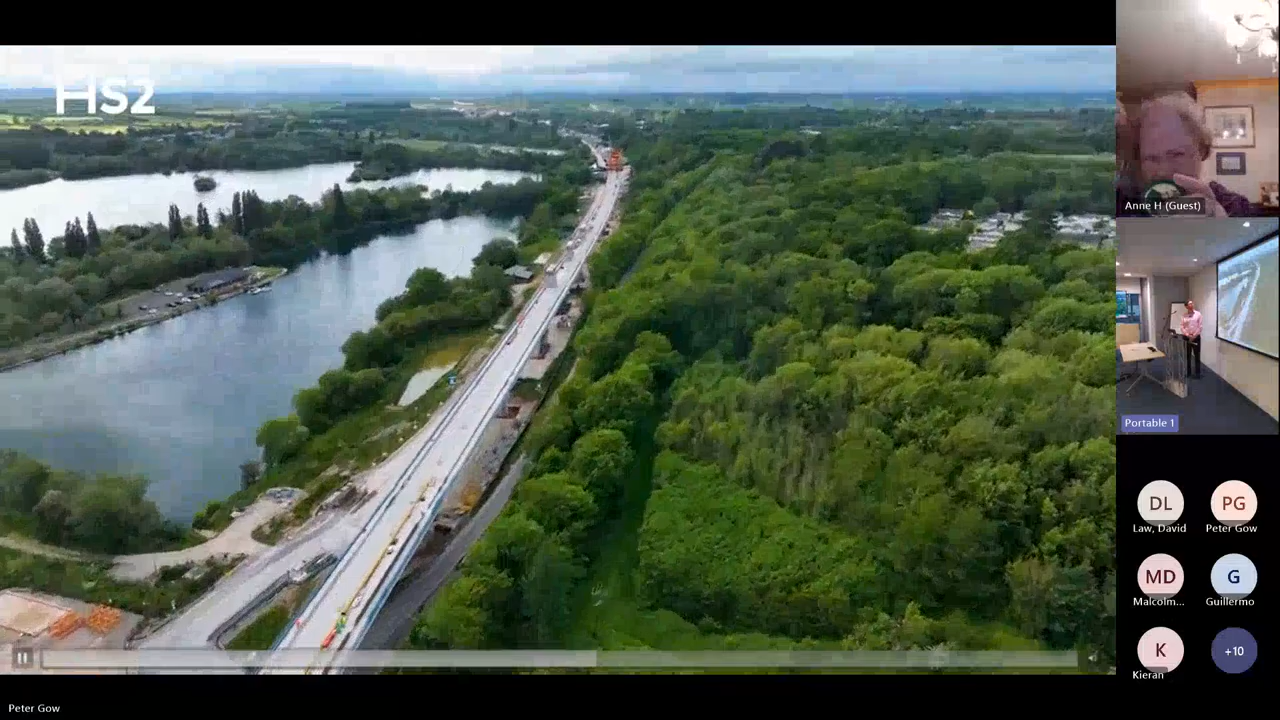 HS2
Anne H (Guest)
Portable 1
DL
PG
Law, David
Peter Gow
MD
G
Malcolm...
Guillermo
K
+10
Kieran
Peter Gow